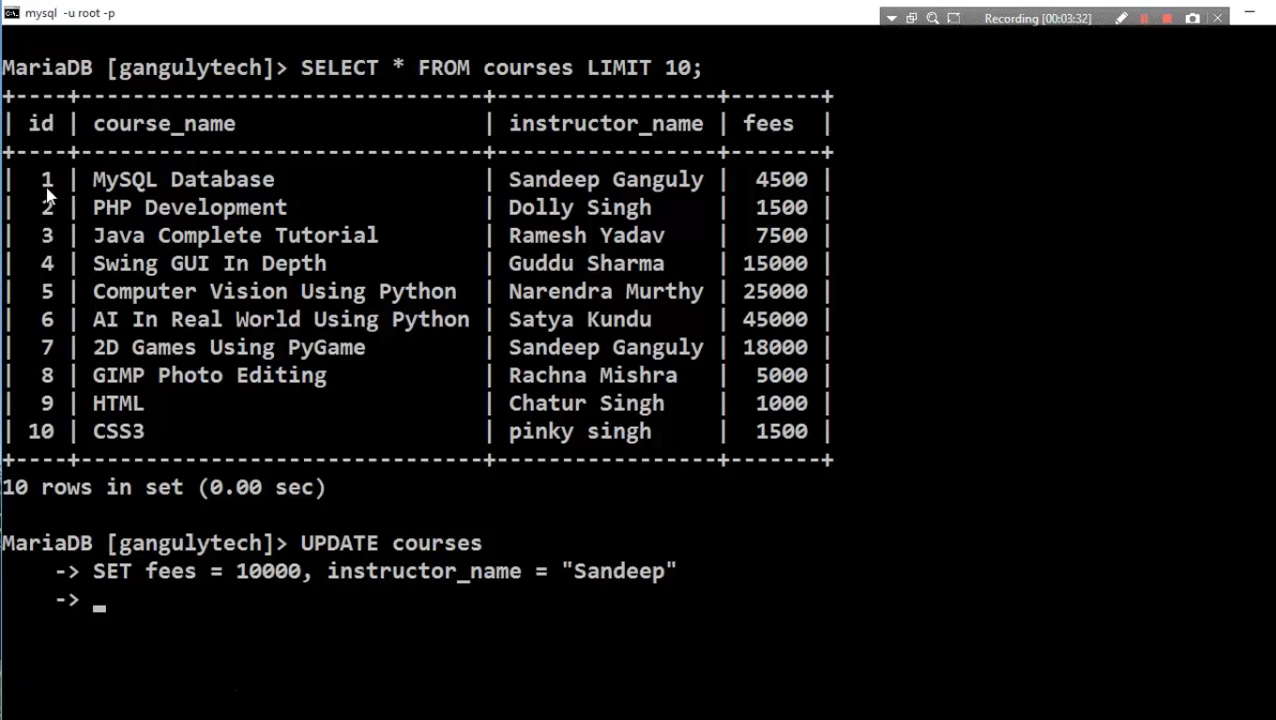 mysql -u root -p
Recording [00:03:32]
MariaDB [gangulytech]> SELECT * FROM courses LIMIT 10;
+----+-------------------------------+------------------+-------+
| id | course_name                   | instructor_name | fees  |
+----+-------------------------------+------------------+-------+
|  1 | MySQL Database                | Sandeep Ganguly |  4500 |
|  2 | PHP Development               | Dolly Singh     |  1500 |
|  3 | Java Complete Tutorial        | Ramesh Yadav    |  7500 |
|  4 | Swing GUI In Depth            | Guddu Sharma    | 15000 |
|  5 | Computer Vision Using Python  | Narendra Murthy | 25000 |
|  6 | AI In Real World Using Python | Satya Kundu     | 45000 |
|  7 | 2D Games Using PyGame         | Sandeep Ganguly | 18000 |
|  8 | GIMP Photo Editing            | Rachna Mishra   |  5000 |
|  9 | HTML                          | Chatur Singh    |  1000 |
| 10 | CSS3                          | pinky singh     |  1500 |
+----+-------------------------------+------------------+-------+
10 rows in set (0.00 sec)
MariaDB [gangulytech]> UPDATE courses
    -> SET fees = 10000, instructor_name = "Sandeep"
    -> _